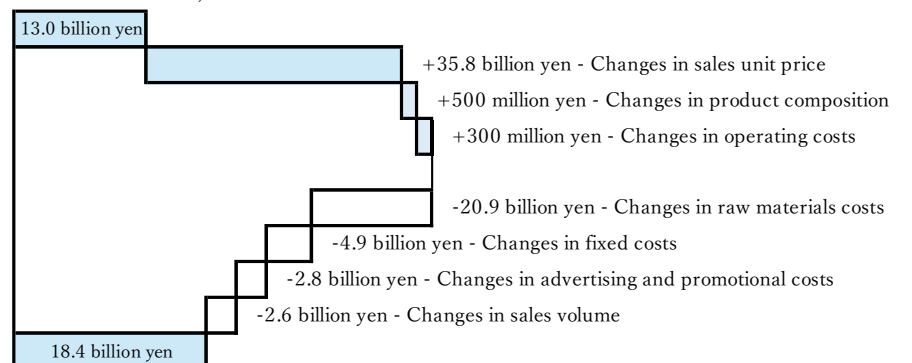 13.0 billion yen
+35.8 billion yen - Changes in sales unit price
+500 million yen - Changes in product composition
+300 million yen - Changes in operating costs
-20.9 billion yen - Changes in raw materials costs
-4.9 billion yen - Changes in fixed costs
-2.8 billion yen - Changes in advertising and promotional costs
-2.6 billion yen - Changes in sales volume
18.4 billion yen